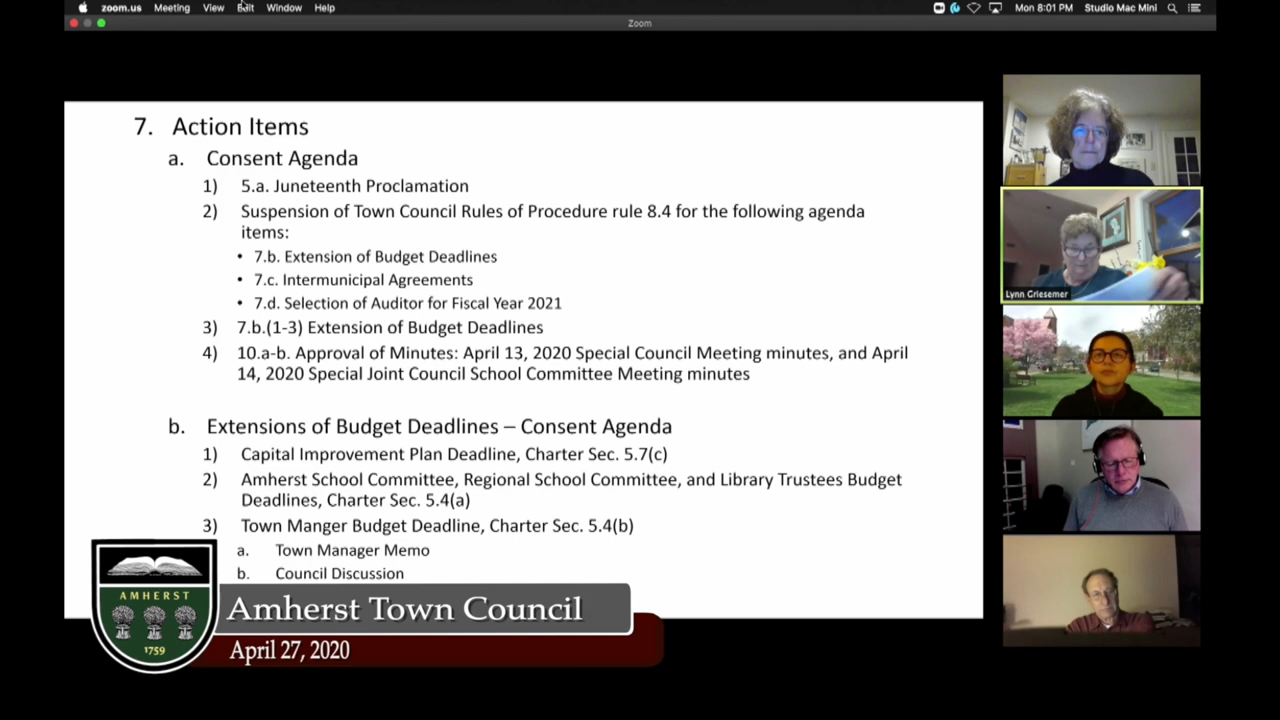 zoom.us Meeting View Edit Window Help Mon 8:01 PM Studio Mac Mini
Zoom
7. Action Items
a. Consent Agenda
1) 5.a. Juneteenth Proclamation
2) Suspension of Town Council Rules of Procedure rule 8.4 for the following agenda
items:
• 7.b. Extension of Budget Deadlines
• 7.c. Intermunicipal Agreements
• 7.d. Selection of Auditor for Fiscal Year 2021
3) 7.b.(1-3) Extension of Budget Deadlines
4) 10.a-b. Approval of Minutes: April 13, 2020 Special Council Meeting minutes, and April
14, 2020 Special Joint Council School Committee Meeting minutes
b. Extensions of Budget Deadlines – Consent Agenda
1) Capital Improvement Plan Deadline, Charter Sec. 5.7(c)
2) Amherst School Committee, Regional School Committee, and Library Trustees Budget
Deadlines, Charter Sec. 5.4(a)
3) Town Manger Budget Deadline, Charter Sec. 5.4(b)
a. Town Manager Memo
b. Council Discussion
Lynn Griesemer
AMHERST
1759
Amherst Town Council
April 27, 2020